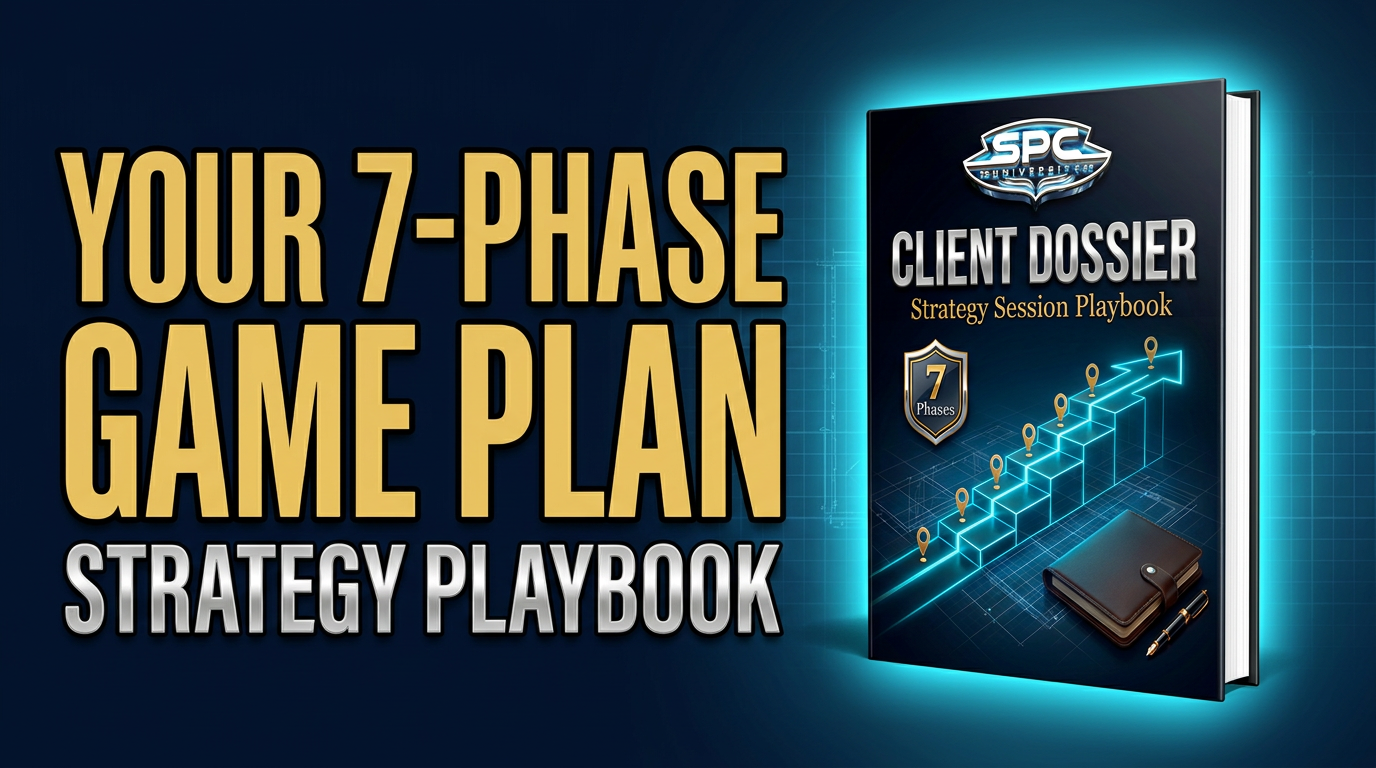 YOUR 7-PHASE
GAME PLAN
STRATEGY PLAYBOOK
SPC
CLIENT DOSSIER
Strategy Session Playbook
7
Phases